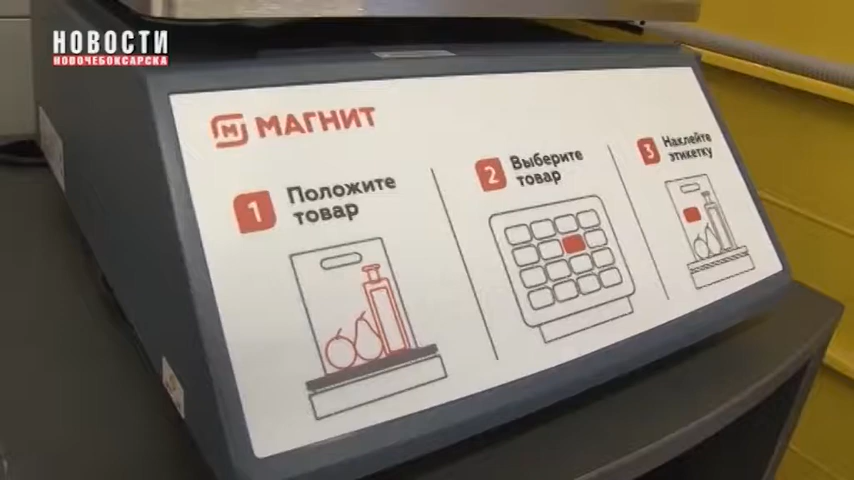 НОВОСТИ
НОВОЧЕБОКСАРСКА
М МАГНИТ
1 Положите
товар
2 Выберите
товар
3 Наклейте
этикетку